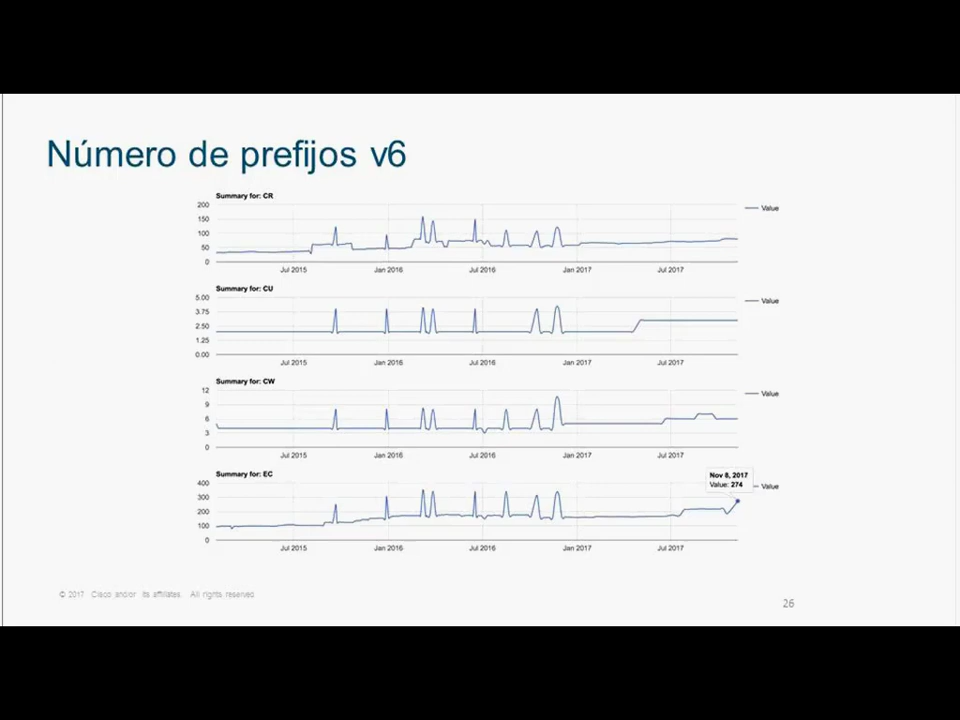 Número de prefijos v6
Summary for: CR
200
150
100
50
0
Value
Jul 2015 Jan 2016 Jul 2016 Jan 2017 Jul 2017
Summary for: CU
5.00
3.75
2.50
1.25
0.00
Value
Jul 2015 Jan 2016 Jul 2016 Jan 2017 Jul 2017
Summary for: CW
12
9
6
3
0
Value
Jul 2015 Jan 2016 Jul 2016 Jan 2017 Jul 2017
Summary for: EC
400
300
200
100
0
Nov 8, 2017
Value: 274
Value
Jul 2015 Jan 2016 Jul 2016 Jan 2017 Jul 2017
© 2017 Cisco and/or its affiliates. All rights reserved
26